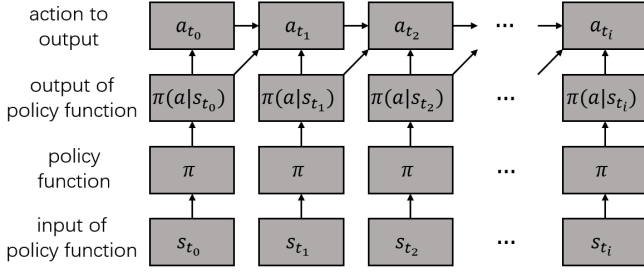 action to
output
a_{t_0} a_{t_1} a_{t_2} ... a_{t_i}
output of
policy function
π(a|s_{t_0}) π(a|s_{t_1}) π(a|s_{t_2}) ... π(a|s_{t_i})
policy
function
π π π ... π
input of
policy function
s_{t_0} s_{t_1} s_{t_2} ... s_{t_i}